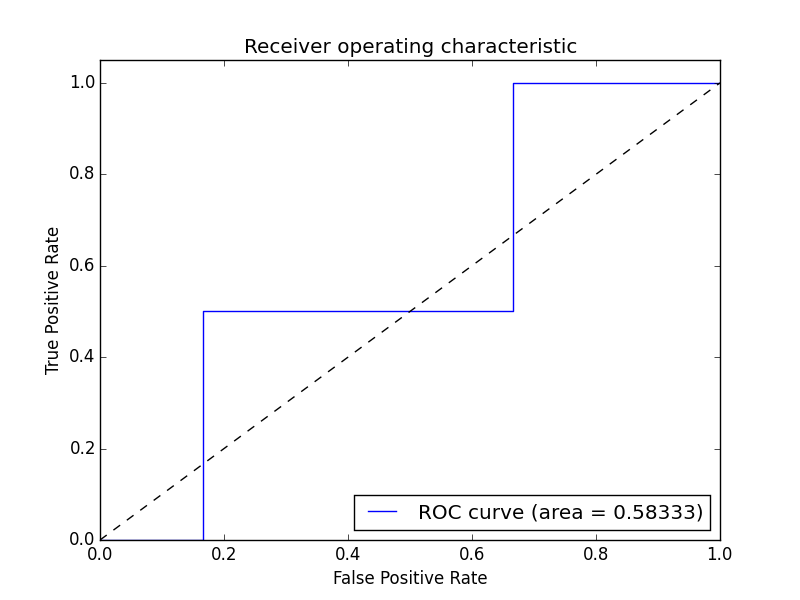 Receiver operating characteristic
1.0
0.8
0.6
0.4
0.2
0.0
True Positive Rate
ROC curve (area = 0.58333)
0.0 0.2 0.4 0.6 0.8 1.0
False Positive Rate